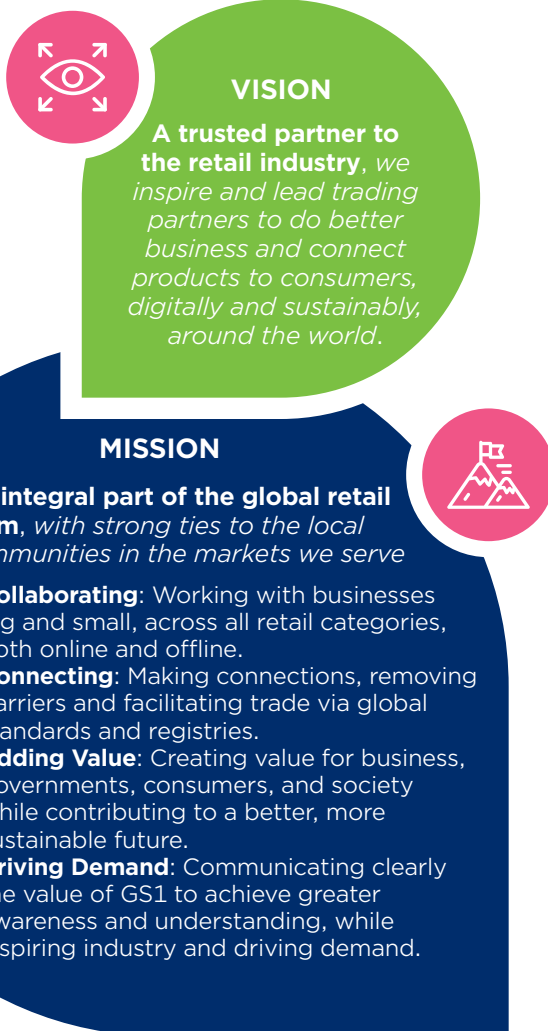 VISION
A trusted partner to
the retail industry, we
inspire and lead trading
partners to do better
business and connect
products to consumers,
digitally and sustainably,
around the world.
MISSION
integral part of the global retail
m, with strong ties to the local
mmunities in the markets we serve
ollaborating: Working with businesses
g and small, across all retail categories,
oth online and offline.
onnecting: Making connections, removing
arriers and facilitating trade via global
tandards and registries.
dding Value: Creating value for business,
overnments, consumers, and society
hile contributing to a better, more
ustainable future.
riving Demand: Communicating clearly
he value of GS1 to achieve greater
wareness and understanding, while
spiring industry and driving demand.